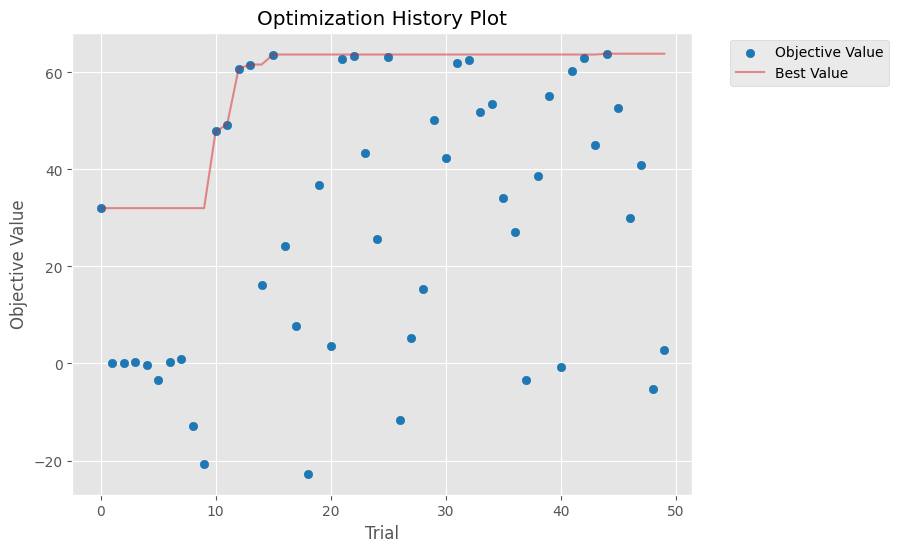 Optimization History Plot
Objective Value
Best Value
Objective Value
60
40
20
0
−20
0 10 20 30 40 50
Trial